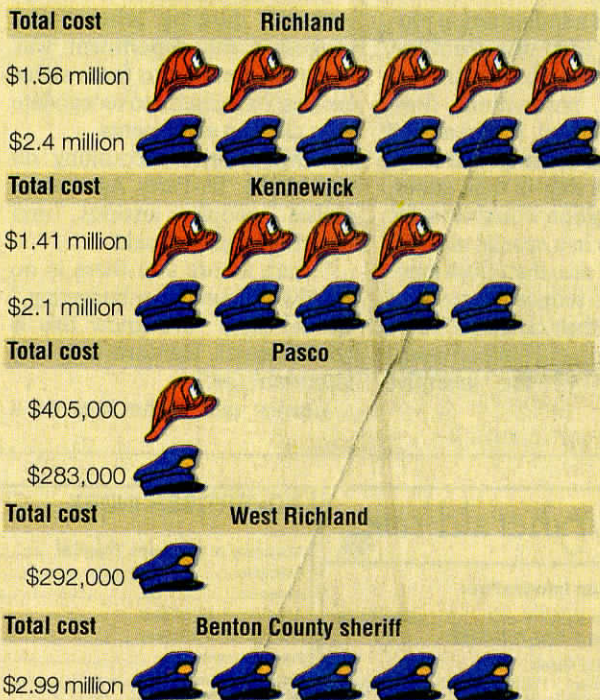 Total cost Richland
$1.56 million
$2.4 million
Total cost Kennewick
$1.41 million
$2.1 million
Total cost Pasco
$405,000
$283,000
Total cost West Richland
$292,000
Total cost Benton County sheriff
$2.99 million